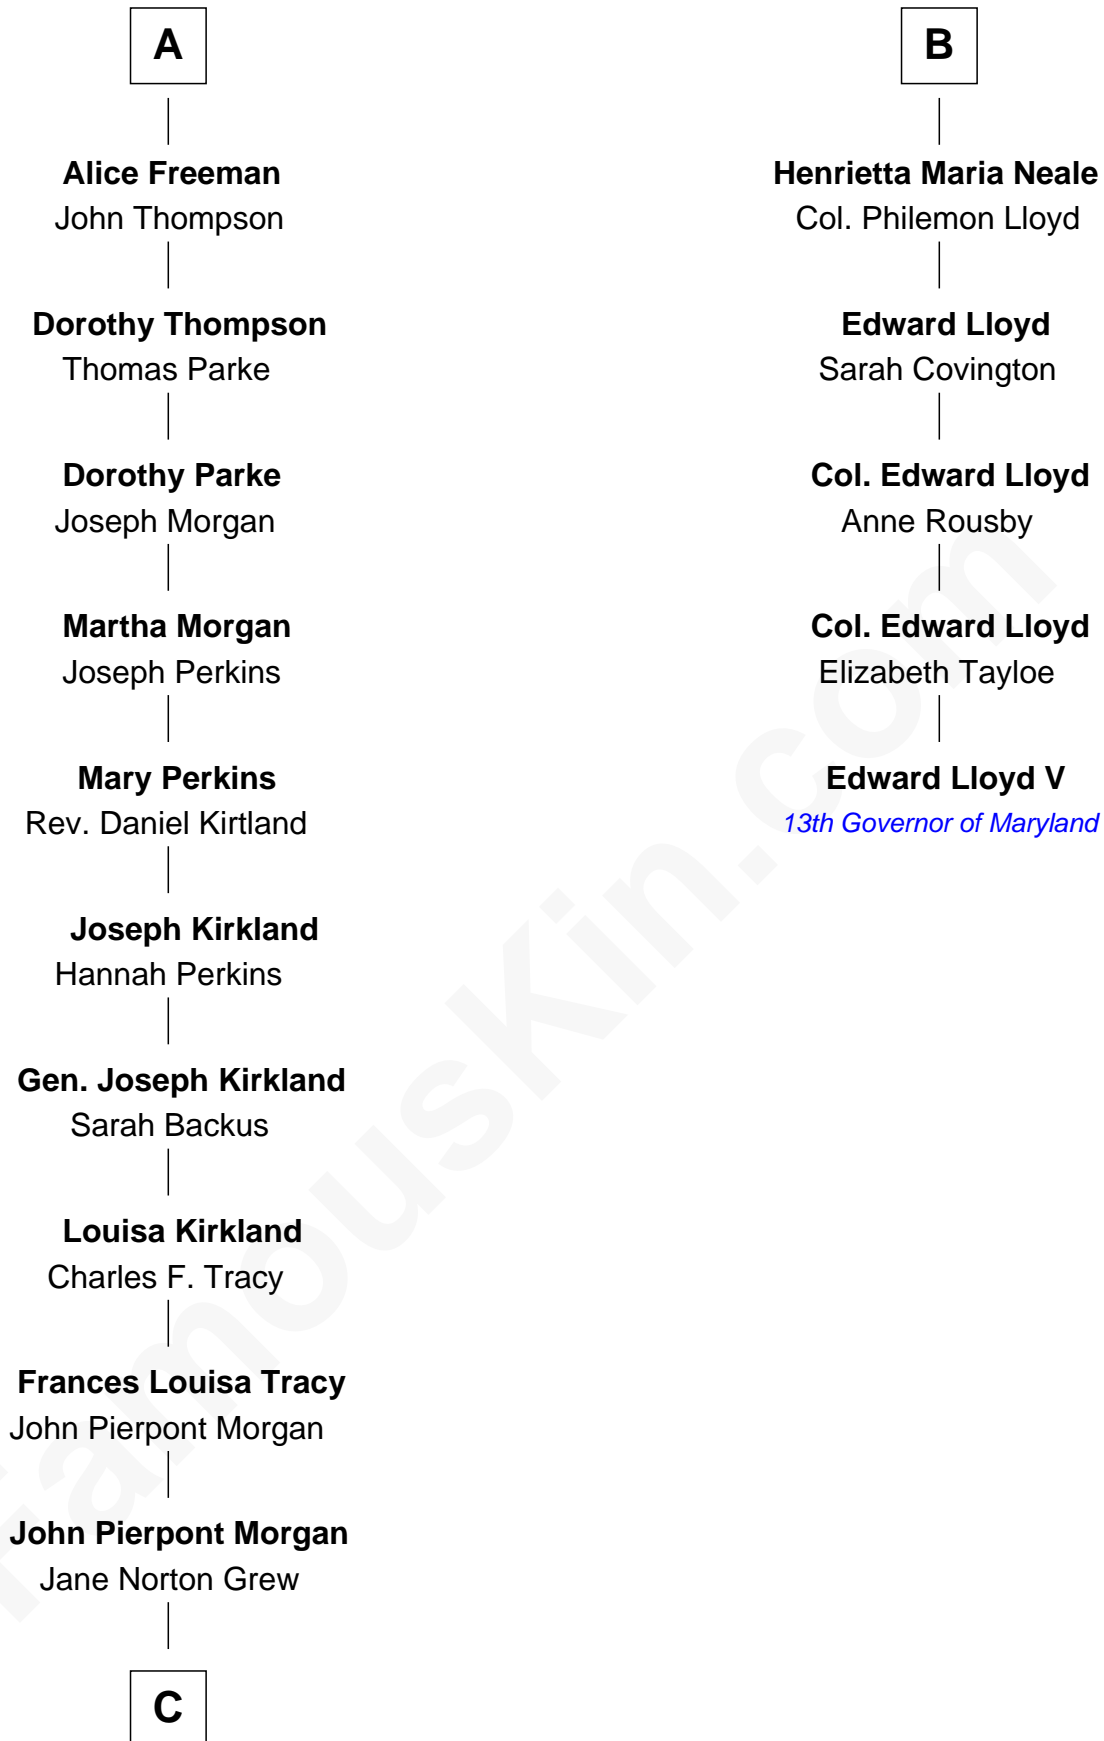 A
Alice Freeman
John Thompson
Dorothy Thompson
Thomas Parke
Dorothy Parke
Joseph Morgan
Martha Morgan
Joseph Perkins
Mary Perkins
Rev. Daniel Kirtland
Joseph Kirkland
Hannah Perkins
Gen. Joseph Kirkland
Sarah Backus
Louisa Kirkland
Charles F. Tracy
Frances Louisa Tracy
John Pierpont Morgan
John Pierpont Morgan
Jane Norton Grew
C
B
Henrietta Maria Neale
Col. Philemon Lloyd
Edward Lloyd
Sarah Covington
Col. Edward Lloyd
Anne Rousby
Col. Edward Lloyd
Elizabeth Tayloe
Edward Lloyd V
13th Governor of Maryland
FamousKin.com